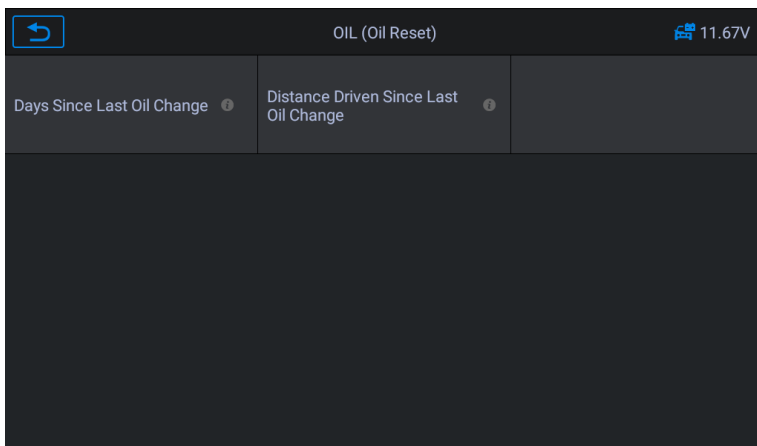 OIL (Oil Reset)
11.67V
Days Since Last Oil Change
Distance Driven Since Last
Oil Change